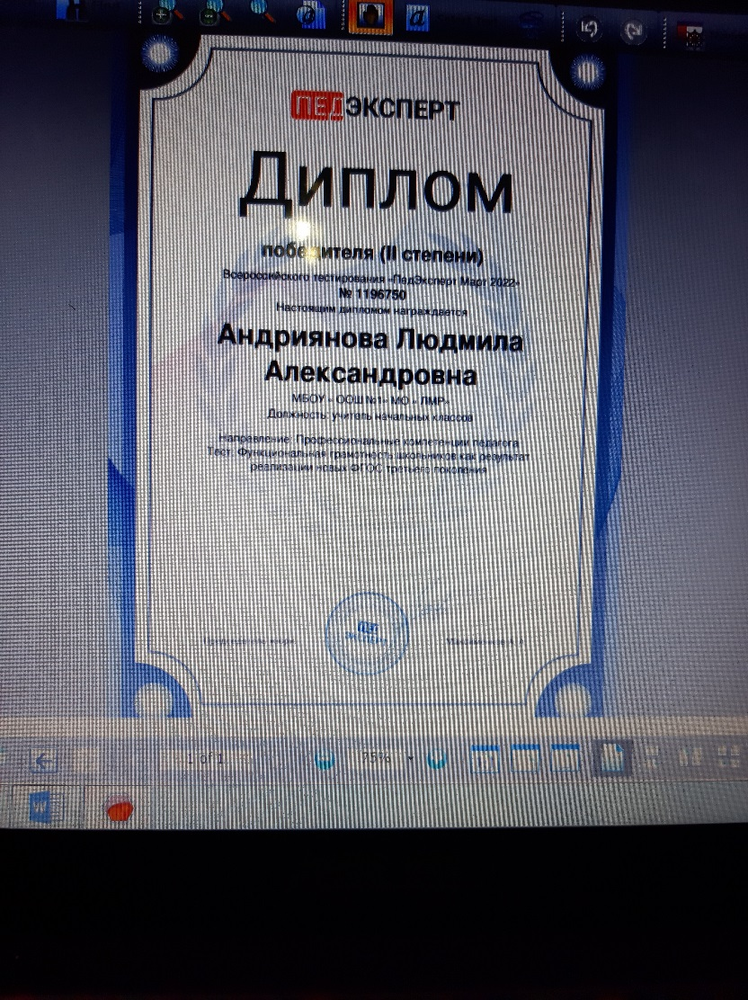 ПЕДЭКСПЕРТ
Диплом
победителя (II степени)
Всероссийского тестирования «ПедЭксперт Март 2022»
№ 1196750
Настоящим дипломом награждается
Андриянова Людмила
Александровна
МБОУ « ООШ №1» МО « ЛМР»
Должность: учитель начальных классов
Направление: Профессиональные компетенции педагога
Тест: Функциональная грамотность школьников как результат
реализации новых ФГОС третьего поколения
1 of 1
75%